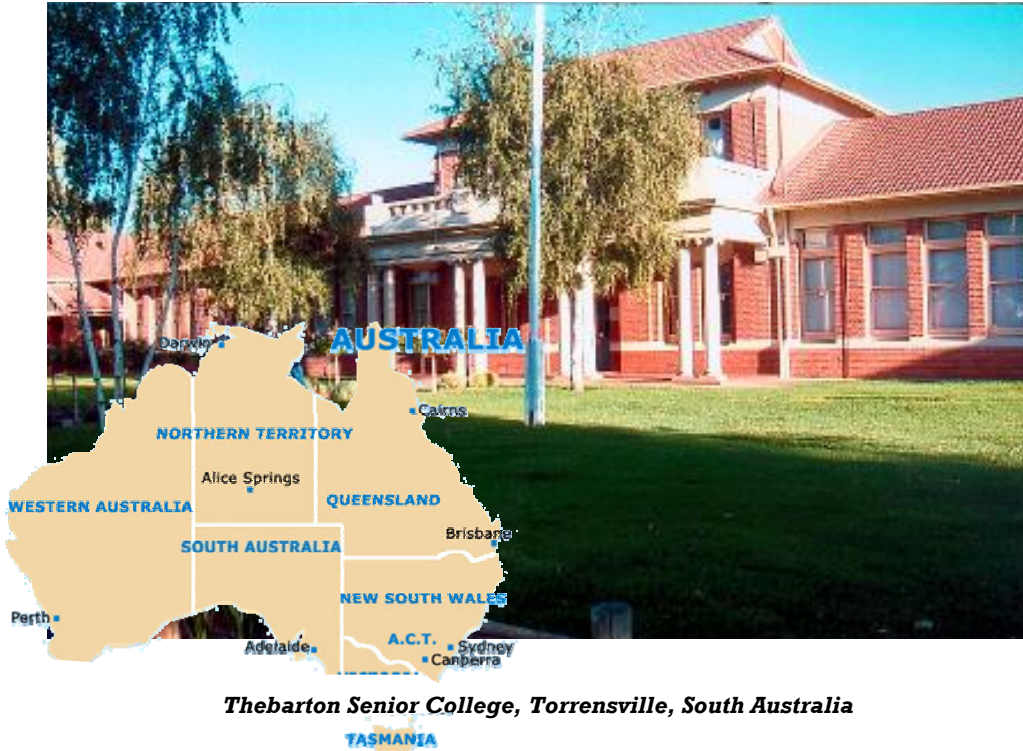 AUSTRALIA
Darwin
Cairns
NORTHERN TERRITORY
Alice Springs
WESTERN AUSTRALIA
QUEENSLAND
Brisbane
SOUTH AUSTRALIA
NEW SOUTH WALES
Perth
A.C.T.
Adelaide
Sydney
Canberra
Thebarton Senior College, Torrensville, South Australia
TASMANIA